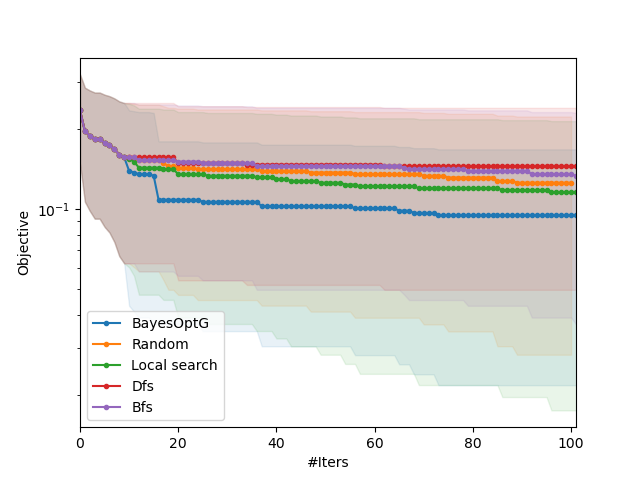 Objective
10⁻¹
BayesOptG
Random
Local search
Dfs
Bfs
0 20 40 60 80 100
#Iters